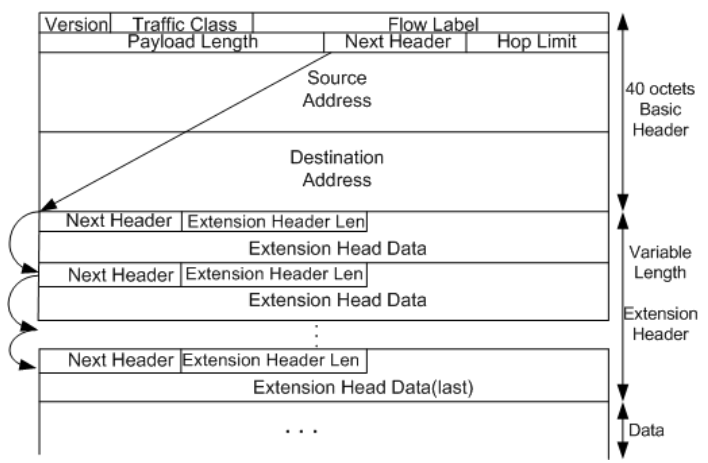 Version Traffic Class Flow Label
Payload Length Next Header Hop Limit
Source
Address
40 octets
Basic
Header
Destination
Address
Next Header Extension Header Len
Extension Head Data
Next Header Extension Header Len
Extension Head Data
Variable
Length
Extension
Header
⋮
Next Header Extension Header Len
Extension Head Data(last)
. . .
Data